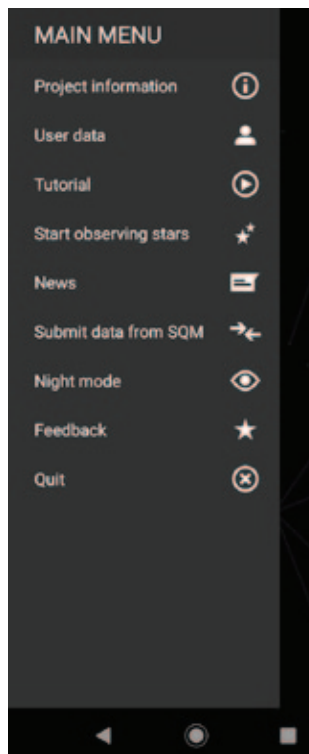 MAIN MENU
Project information
User data
Tutorial
Start observing stars
News
Submit data from SQM
Night mode
Feedback
Quit